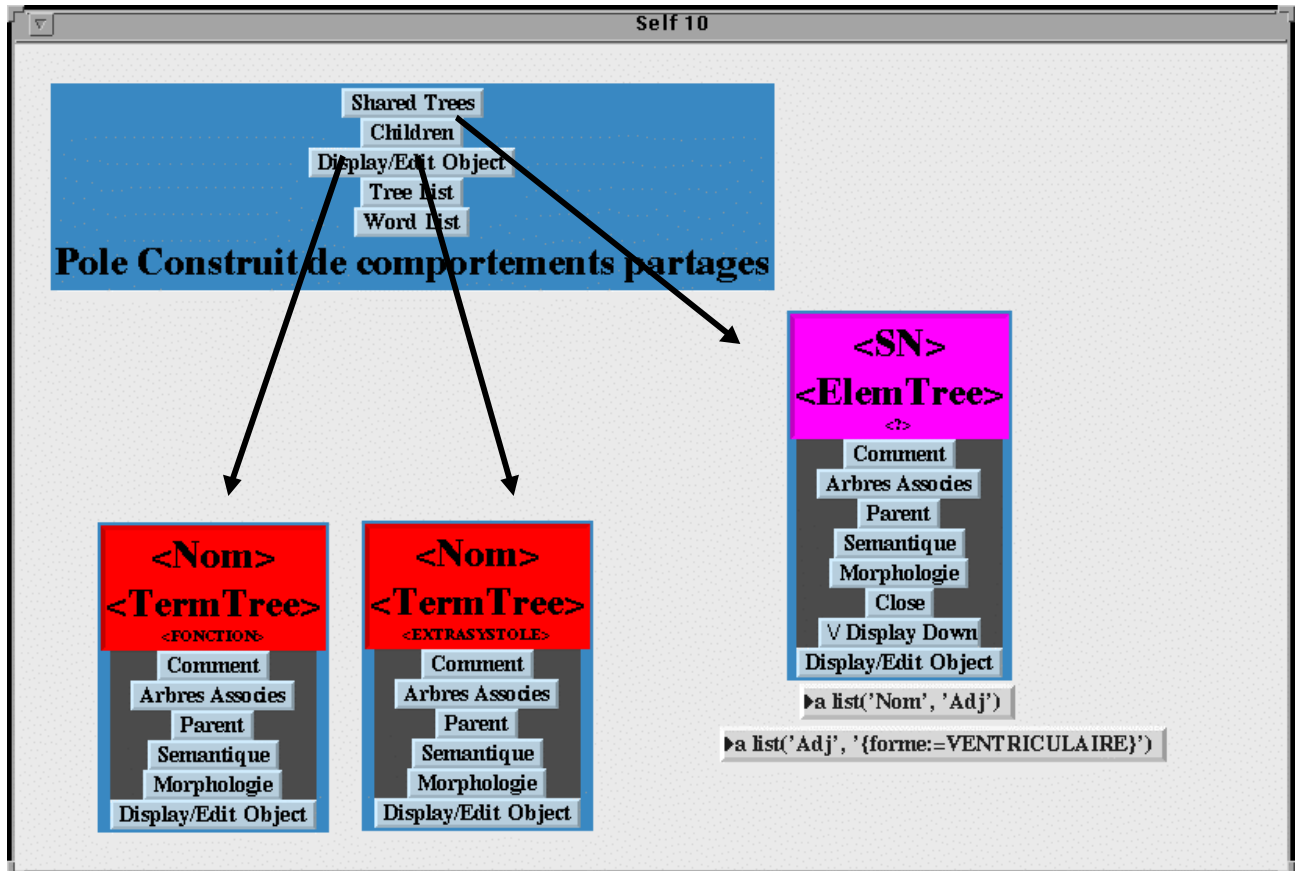 Self 10
Shared Trees
Children
Display/Edit Object
Tree List
Word List
Pole Construit de comportements partages
<SN>
<ElemTree>
<?>
Comment
Arbres Associes
Parent
Semantique
Morphologie
Close
V Display Down
Display/Edit Object
a list('Nom', 'Adj')
a list('Adj', '{forme:=VENTRICULAIRE}')
<Nom>
<TermTree>
<FONCTION>
Comment
Arbres Associes
Parent
Semantique
Morphologie
Display/Edit Object
<Nom>
<TermTree>
<EXTRASYSTOLE>
Comment
Arbres Associes
Parent
Semantique
Morphologie
Display/Edit Object